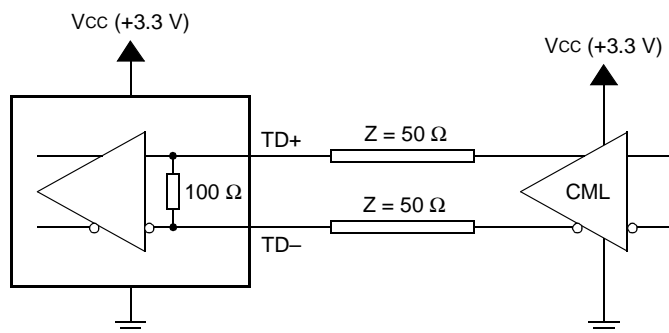 VCC (+3.3 V)
VCC (+3.3 V)
TD+
Z = 50 Ω
100 Ω
CML
Z = 50 Ω
TD–